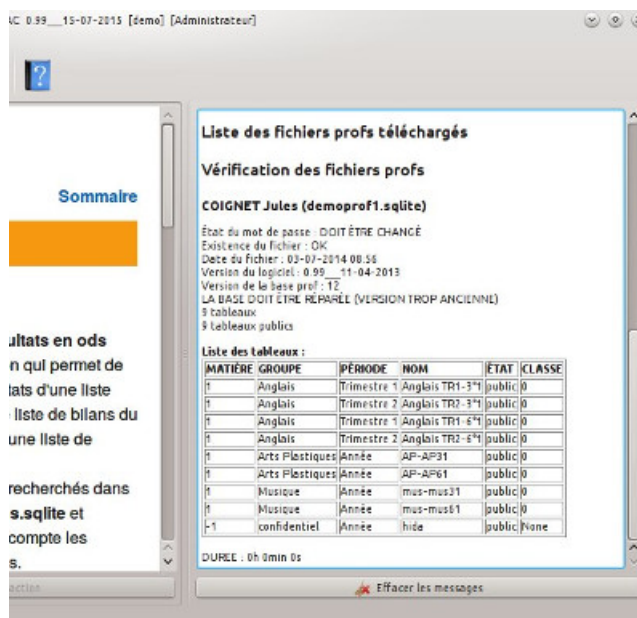 AC 0.99__15-07-2015 [demo] [Administrateur]
Sommaire
ultats en ods
n qui permet de
tats d'une liste
liste de bilans du
une liste de
recherchés dans
s.sqlite et
compte les
s.
Liste des fichiers profs téléchargés
Vérification des fichiers profs
COIGNET Jules (demoprof1.sqlite)
État du mot de passe : DOIT ÊTRE CHANGÉ
Existence du fichier : OK
Date du fichier : 03-07-2014 08:56
Version du logiciel : 0.99__11-04-2013
Version de la base prof : 12
LA BASE DOIT ÊTRE RÉPARÉE (VERSION TROP ANCIENNE)
9 tableaux
9 tableaux publics
Liste des tableaux :
MATIÈRE GROUPE PÉRIODE NOM ÉTAT CLASSE
1 Anglais Trimestre 1 Anglais TR1-3°1 public 0
1 Anglais Trimestre 2 Anglais TR2-3°1 public 0
1 Anglais Trimestre 1 Anglais TR1-6°1 public 0
1 Anglais Trimestre 2 Anglais TR2-6°1 public 0
1 Arts Plastiques Année AP-AP31 public 0
1 Arts Plastiques Année AP-AP61 public 0
1 Musique Année mus-mus31 public 0
1 Musique Année mus-mus61 public 0
-1 confidentiel Année hida public None
DUREE : 0h 0min 0s
Effacer les messages